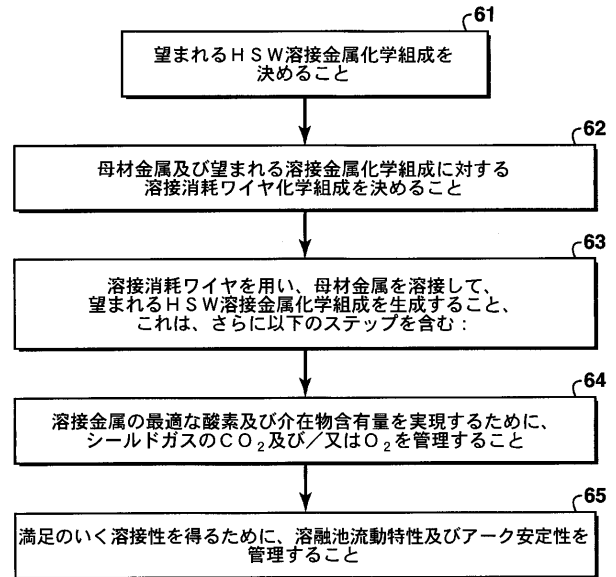 61
望まれるHSW溶接金属化学組成を
決めること
62
母材金属及び望まれる溶接金属化学組成に対する
溶接消耗ワイヤ化学組成を決めること
63
溶接消耗ワイヤを用い、母材金属を溶接して、
望まれるHSW溶接金属化学組成を生成すること、
これは、さらに以下のステップを含む：
64
溶接金属の最適な酸素及び介在物含有量を実現するために、
シールドガスのCO₂及び／又はO₂を管理すること
65
満足のいく溶接性を得るために、溶融池流動特性及びアーク安定性を
管理すること